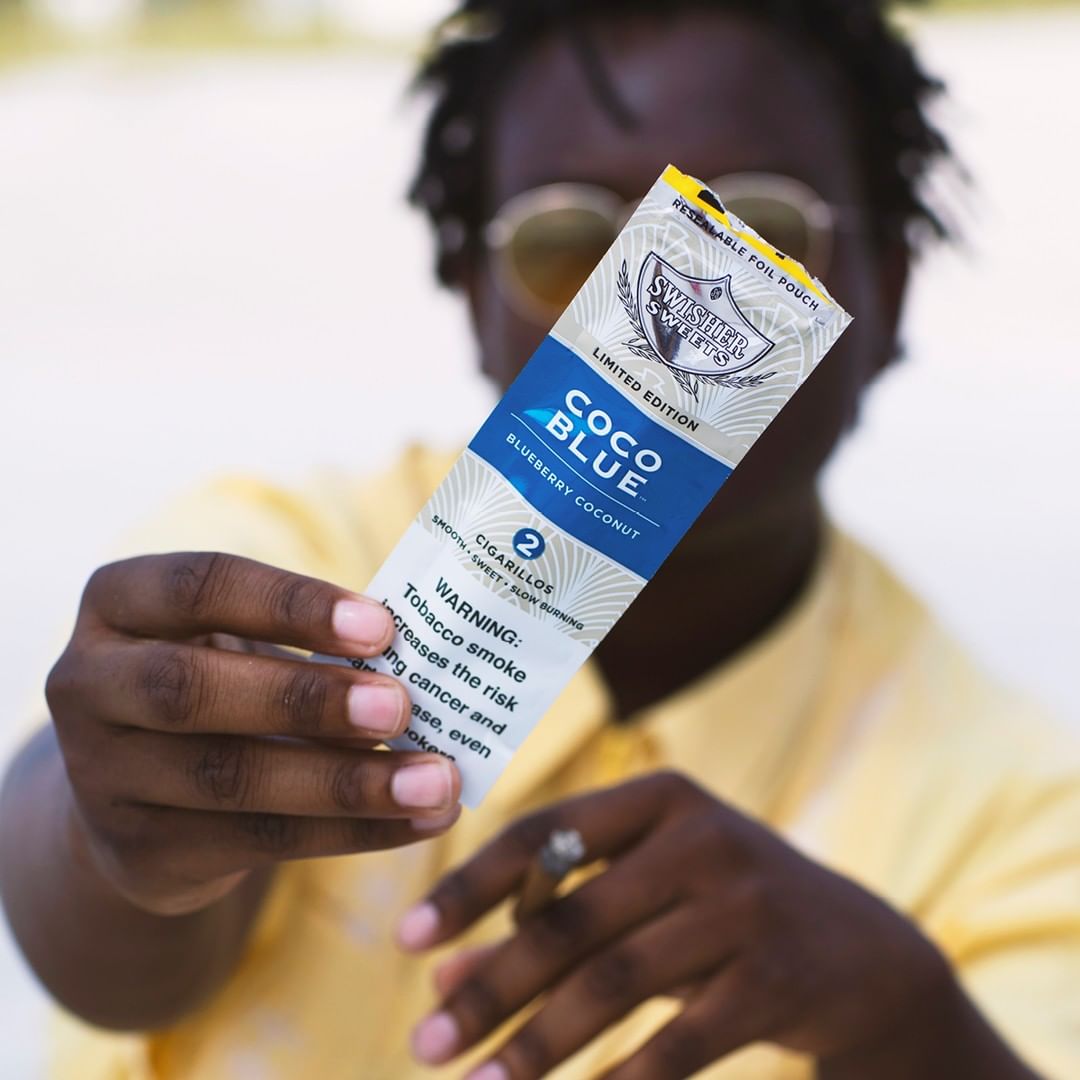 RESEALABLE FOIL POUCH
SWISHER
SWEETS
LIMITED EDITION
COCO
BLUE
BLUEBERRY COCONUT
2
CIGARILLOS
SMOOTH • SWEET • SLOW BURNING
WARNING:
Tobacco smoke
increases the risk
cancer and
even